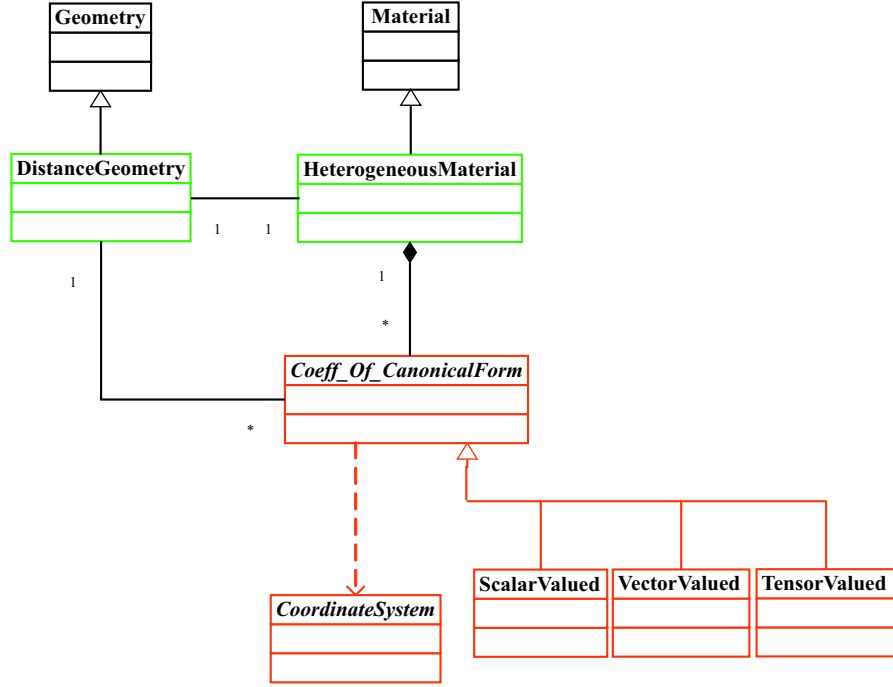 Geometry
Material
DistanceGeometry
HeterogeneousMaterial
1
1
1
1
*
Coeff_Of_CanonicalForm
*
ScalarValued
VectorValued
TensorValued
CoordinateSystem